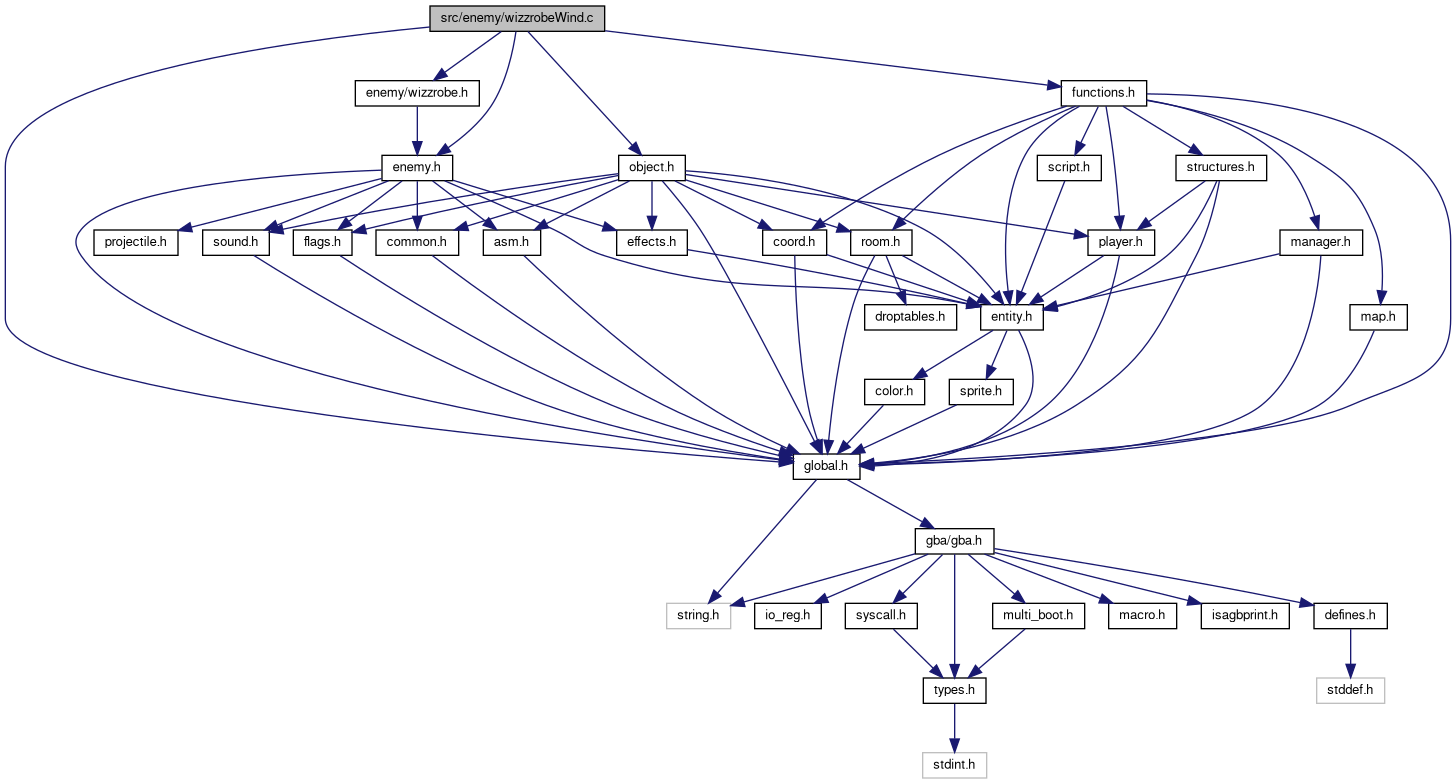 src/enemy/wizzrobeWind.c
enemy/wizzrobe.h
functions.h
enemy.h
object.h
script.h
structures.h
projectile.h
sound.h
flags.h
common.h
asm.h
effects.h
coord.h
room.h
player.h
manager.h
droptables.h
entity.h
map.h
color.h
sprite.h
global.h
gba/gba.h
string.h
io_reg.h
syscall.h
multi_boot.h
macro.h
isagbprint.h
defines.h
types.h
stddef.h
stdint.h